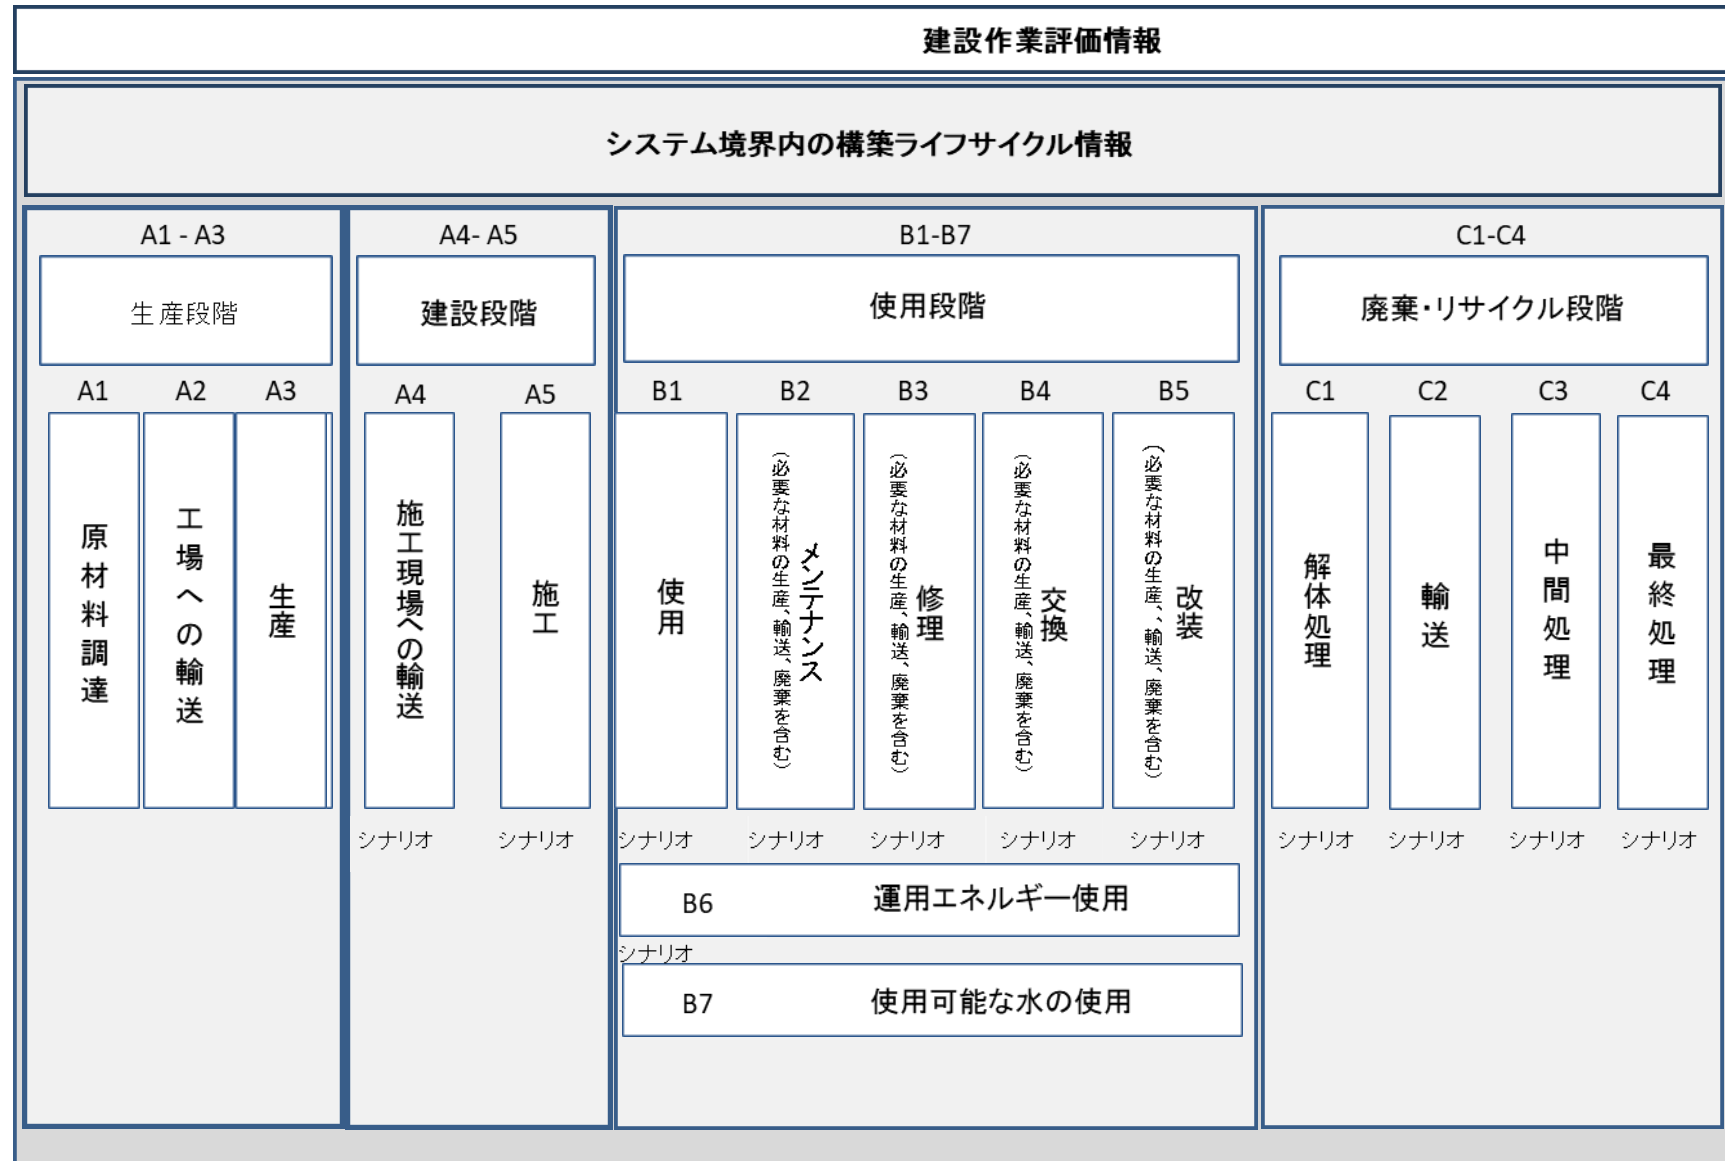 建設作業評価情報
システム境界内の構築ライフサイクル情報
A1 - A3
生産段階
A1
A2
A3
原材料調達
工場への輸送
生産
A4- A5
建設段階
A4
A5
施工現場への輸送
施工
シナリオ
シナリオ
B1-B7
使用段階
B1
B2
B3
B4
B5
使用
メンテナンス
（必要な材料の生産、輸送、廃棄を含む）
修理
（必要な材料の生産、輸送、廃棄を含む）
交換
（必要な材料の生産、輸送、廃棄を含む）
改装
（必要な材料の生産、、輸送、廃棄を含む）
シナリオ
シナリオ
シナリオ
シナリオ
シナリオ
B6 運用エネルギー使用
シナリオ
B7 使用可能な水の使用
C1-C4
廃棄・リサイクル段階
C1
C2
C3
C4
解体処理
輸送
中間処理
最終処理
シナリオ
シナリオ
シナリオ
シナリオ